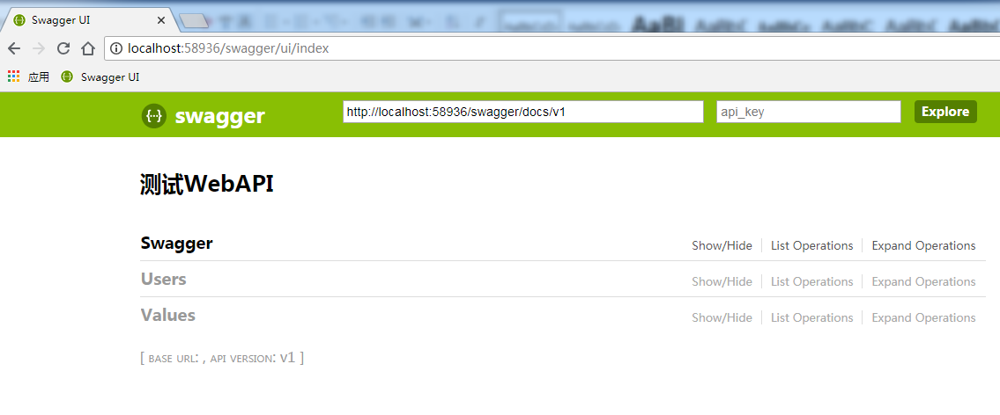 Swagger UI
localhost:58936/swagger/ui/index
应用 Swagger UI
{··} swagger http://localhost:58936/swagger/docs/v1 api_key Explore
测试WebAPI
Swagger Show/Hide List Operations Expand Operations
Users Show/Hide List Operations Expand Operations
Values Show/Hide List Operations Expand Operations
[ BASE URL: , API VERSION: v1 ]